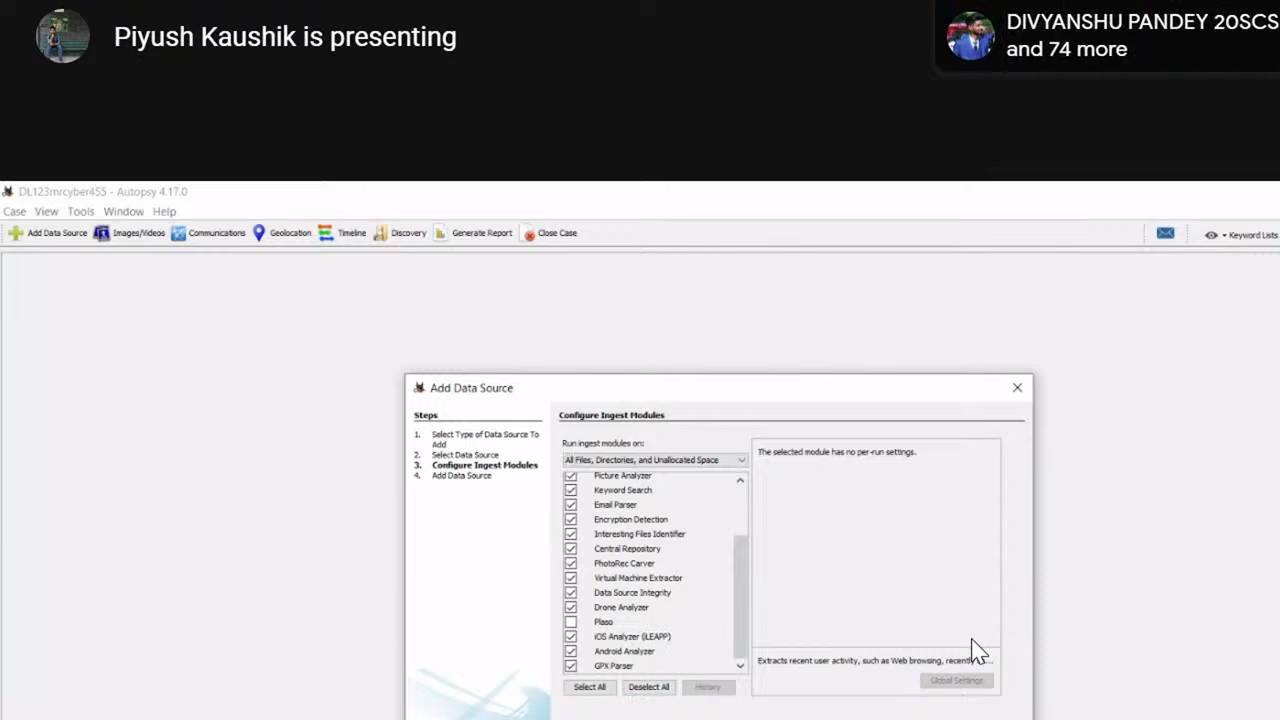 Piyush Kaushik is presenting
DIVYANSHU PANDEY 20SCS
and 74 more
DL123mrcyber455 - Autopsy 4.17.0
Case View Tools Window Help
Add Data Source Images/Videos Communications Geolocation Timeline Discovery Generate Report Close Case Keyword Lists
Add Data Source
Steps
1. Select Type of Data Source To
Add
2. Select Data Source
3. Configure Ingest Modules
4. Add Data Source
Configure Ingest Modules
Run ingest modules on:
All Files, Directories, and Unallocated Space
Picture Analyzer
Keyword Search
Email Parser
Encryption Detection
Interesting Files Identifier
Central Repository
PhotoRec Carver
Virtual Machine Extractor
Data Source Integrity
Drone Analyzer
Plaso
iOS Analyzer (iLEAPP)
Android Analyzer
GPX Parser
Select All Deselect All History
The selected module has no per-run settings.
Extracts recent user activity, such as Web browsing, recently ...
Global Settings